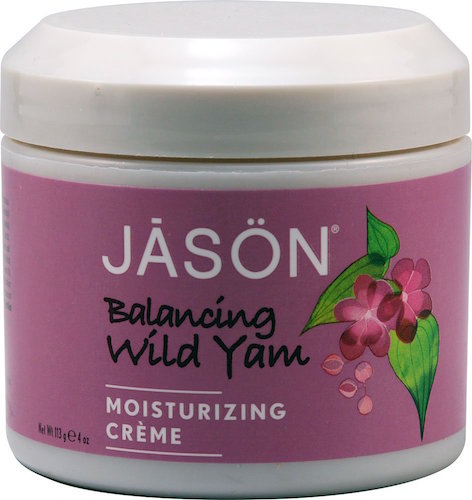 JĀSÖN®
Balancing
Wild Yam
MOISTURIZING
CRÈME
Net Wt 113 g ℮ 4 oz